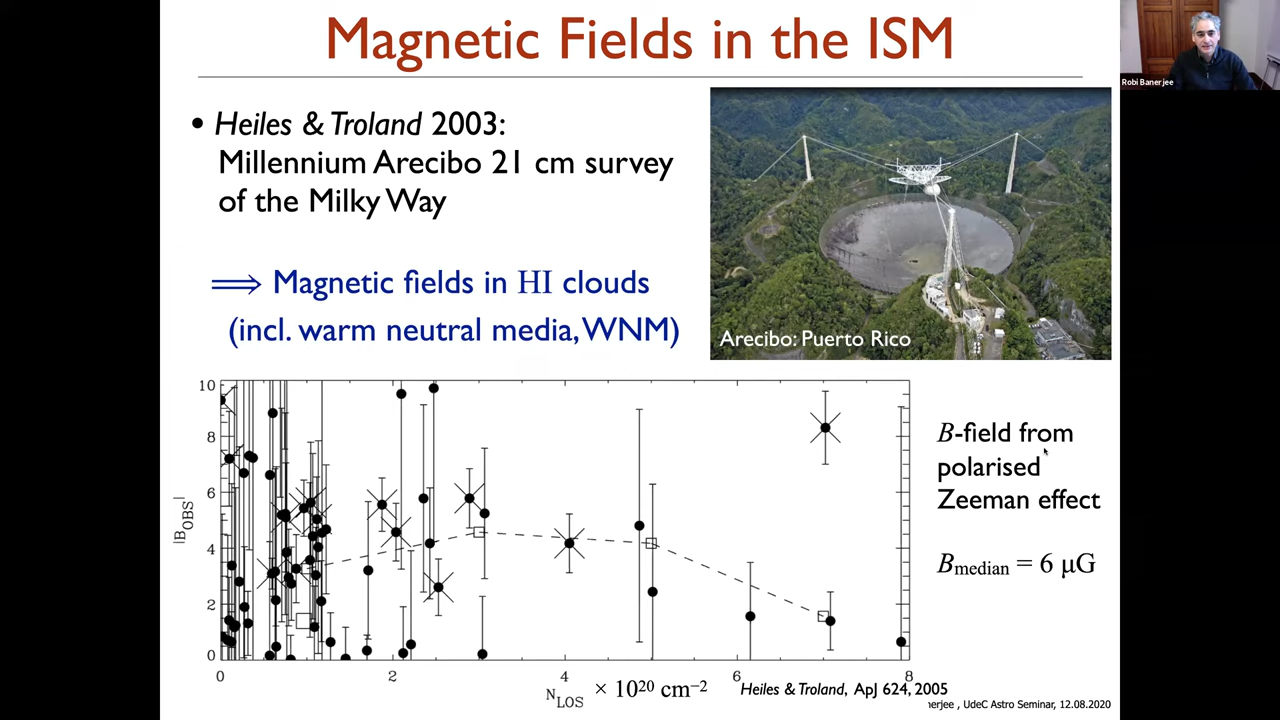 Magnetic Fields in the ISM
Robi Banerjee
• Heiles & Troland 2003:
Millennium Arecibo 21 cm survey
of the Milky Way
⟹ Magnetic fields in HI clouds
(incl. warm neutral media, WNM)
Arecibo: Puerto Rico
10
8
6
4
2
0
|B_OBS|
0
2
4
6
8
N_LOS × 10²⁰ cm⁻²
B-field from
polarised
Zeeman effect
B_median = 6 μG
Heiles & Troland, ApJ 624, 2005
nerjee , UdeC Astro Seminar, 12.08.2020